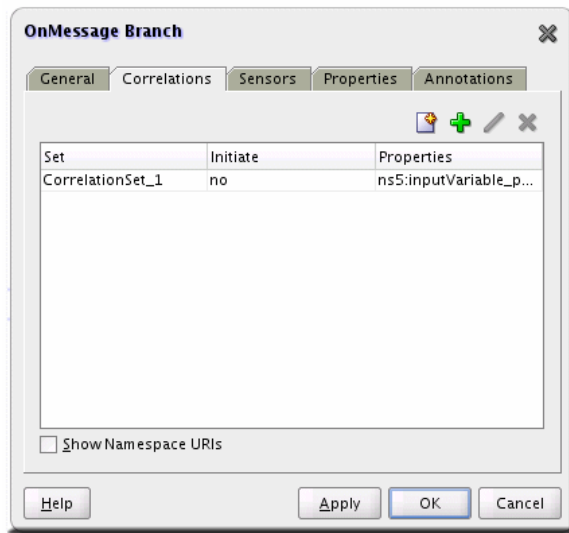 OnMessage Branch
General Correlations Sensors Properties Annotations
Set Initiate Properties
CorrelationSet_1 no ns5:inputVariable_p...
Show Namespace URIs
Help Apply OK Cancel